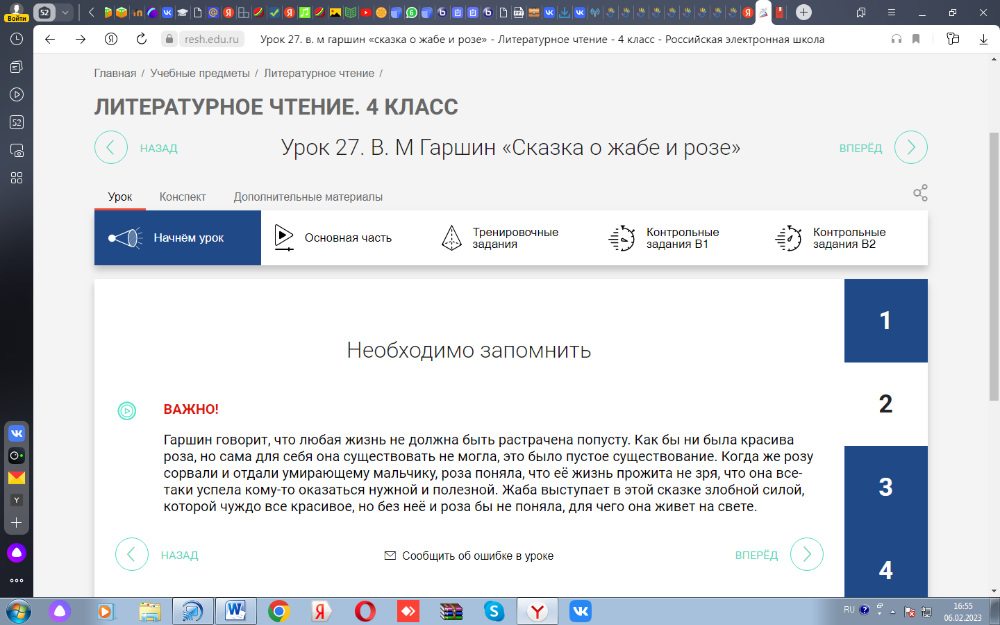 Войти
52
resh.edu.ru
Урок 27. в. м гаршин «сказка о жабе и розе» - Литературное чтение - 4 класс - Российская электронная школа
52
Главная / Учебные предметы / Литературное чтение /
ЛИТЕРАТУРНОЕ ЧТЕНИЕ. 4 КЛАСС
НАЗАД
Урок 27. В. М Гаршин «Сказка о жабе и розе»
ВПЕРЁД
Урок
Конспект
Дополнительные материалы
Начнём урок
Основная часть
Тренировочные
задания
Контрольные
задания В1
Контрольные
задания В2
Необходимо запомнить
ВАЖНО!
Гаршин говорит, что любая жизнь не должна быть растрачена попусту. Как бы ни была красива
роза, но сама для себя она существовать не могла, это было пустое существование. Когда же розу
сорвали и отдали умирающему мальчику, роза поняла, что её жизнь прожита не зря, что она все-
таки успела кому-то оказаться нужной и полезной. Жаба выступает в этой сказке злобной силой,
которой чуждо все красивое, но без неё и роза бы не поняла, для чего она живет на свете.
НАЗАД
Сообщить об ошибке в уроке
ВПЕРЁД
1
2
3
4
Y
RU
16:55
06.02.2023